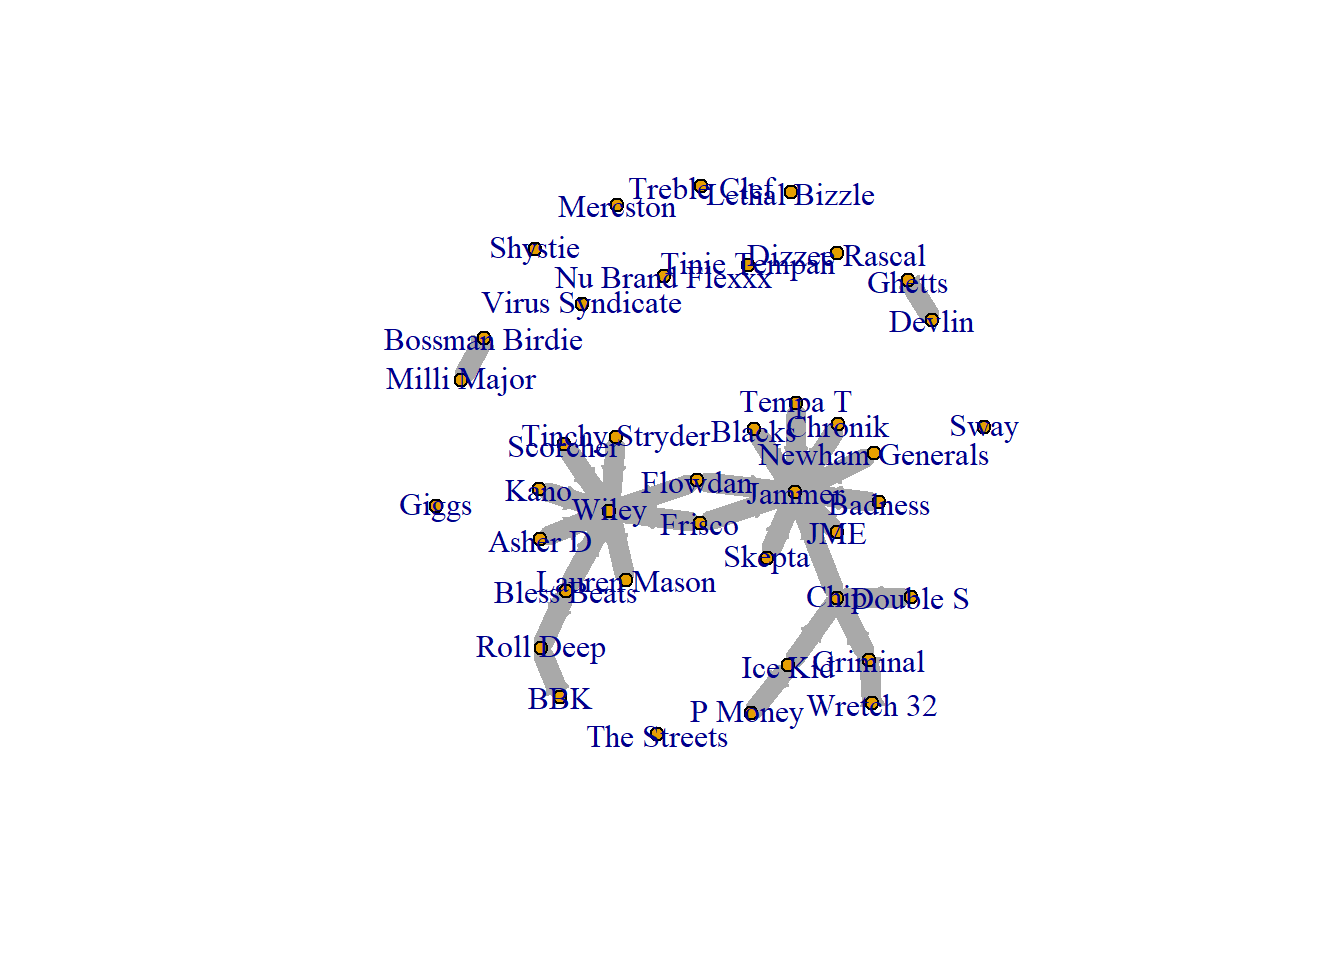 Treble Clef
Lethal Bizzle
Mereston
Shystie
Dizzee Rascal
Tinie Tempah
Nu Brand Flexxx
Ghetts
Virus Syndicate
Devlin
Bossman Birdie
Milli Major
Tempa T
Chronik
Sway
Blacks
Tinchy Stryder
Scorcher
Newham Generals
Flowdan
Kano
Jammer
Giggs
Badness
Wiley
Frisco
JME
Asher D
Skepta
Lauren Mason
Bless Beats
Chip
Double S
Roll Deep
Griminal
Ice Kid
BBK
P Money
Wretch 32
The Streets